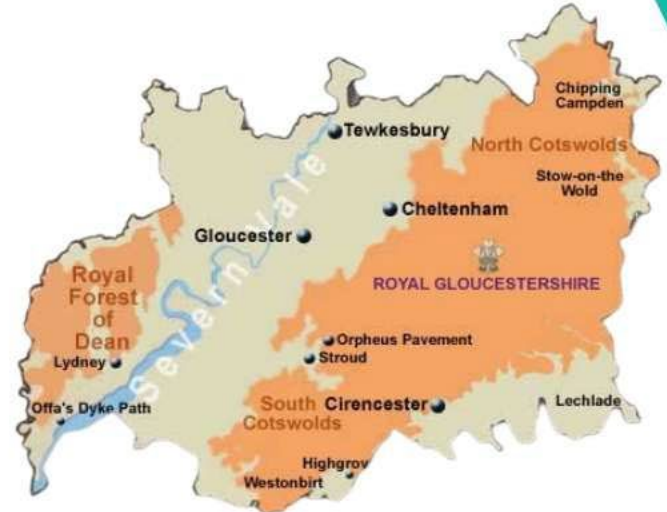 Chipping
Campden
Tewkesbury
North Cotswolds
Stow-on-the
Wold
Cheltenham
Gloucester
Severn Vale
ROYAL GLOUCESTERSHIRE
Royal
Forest
of
Dean
Orpheus Pavement
Stroud
Lydney
Offa's Dyke Path
South
Cotswolds
Cirencester
Lechlade
Highgrov
Westonbirt